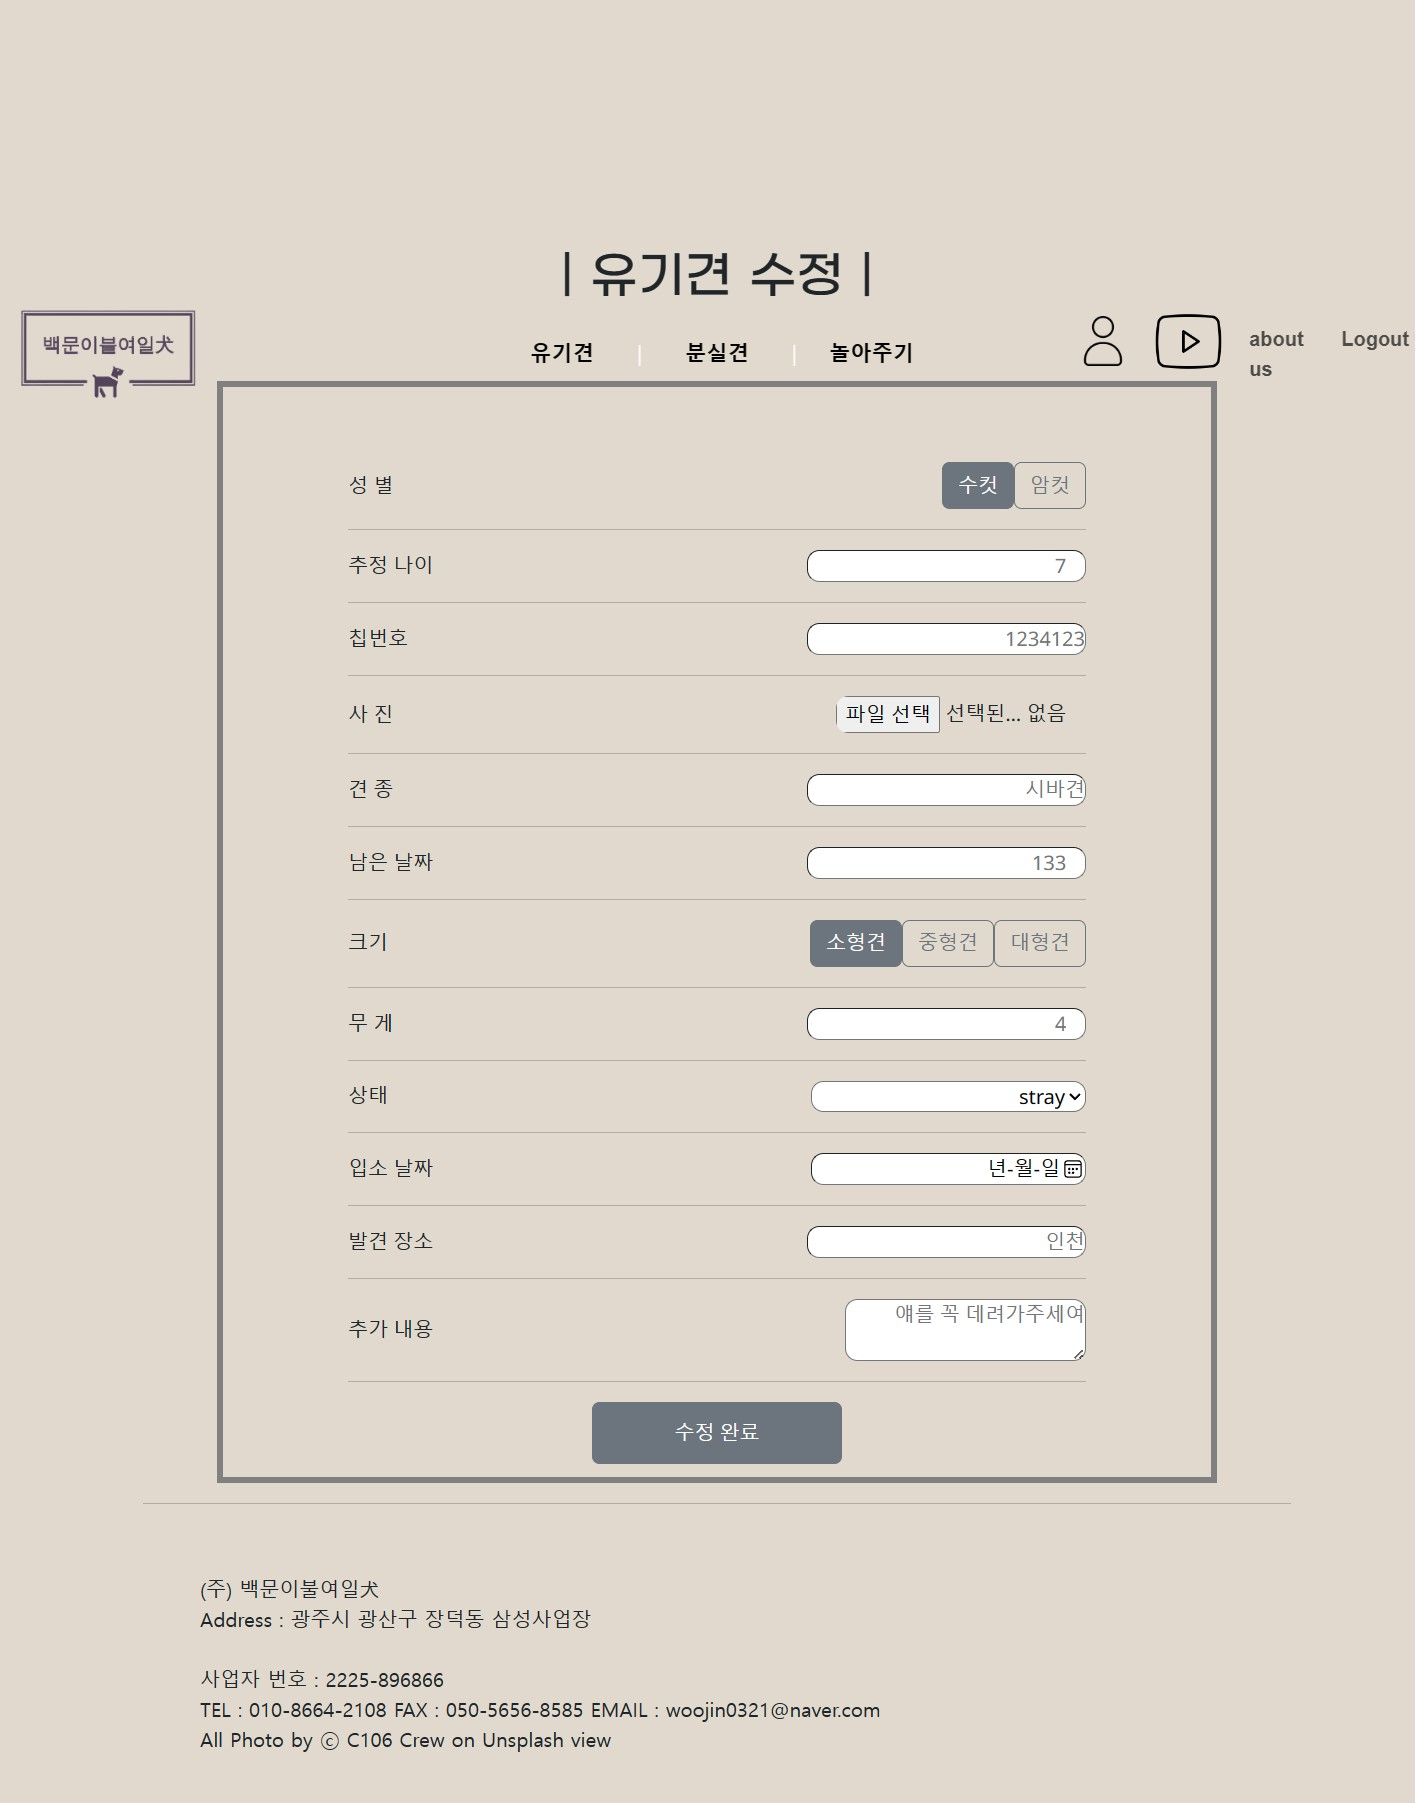 | 유기견 수정 |
백문이불여일犬
유기견 | 분실견 | 놀아주기
about us
Logout
성 별 수컷 암컷
추정 나이 7
칩번호 1234123
사 진 파일 선택 선택된... 없음
견 종 시바견
남은 날짜 133
크기 소형견 중형견 대형견
무 게 4
상태 stray
입소 날짜 년-월-일
발견 장소 인천
추가 내용 얘를 꼭 데려가주세여
수정 완료
(주) 백문이불여일犬
Address : 광주시 광산구 장덕동 삼성사업장
사업자 번호 : 2225-896866
TEL : 010-8664-2108 FAX : 050-5656-8585 EMAIL : woojin0321@naver.com
All Photo by ⓒ C106 Crew on Unsplash view